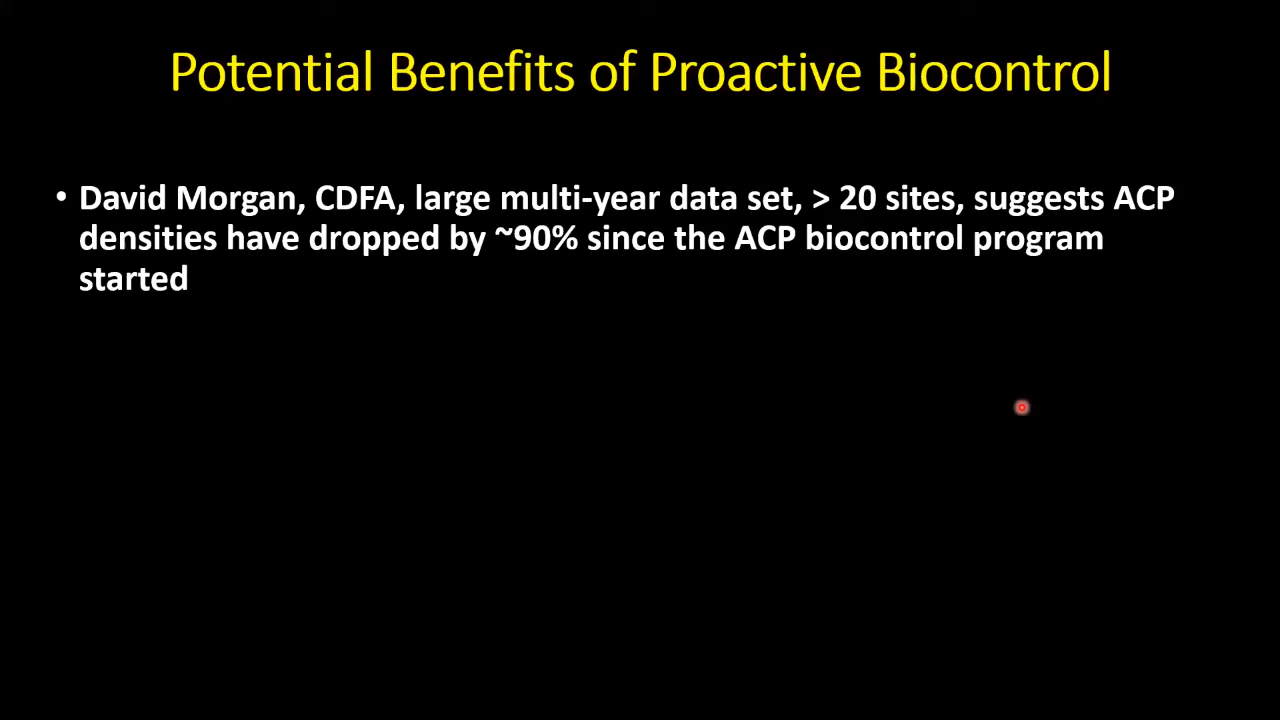 Potential Benefits of Proactive Biocontrol
• David Morgan, CDFA, large multi-year data set, > 20 sites, suggests ACP
densities have dropped by ~90% since the ACP biocontrol program
started